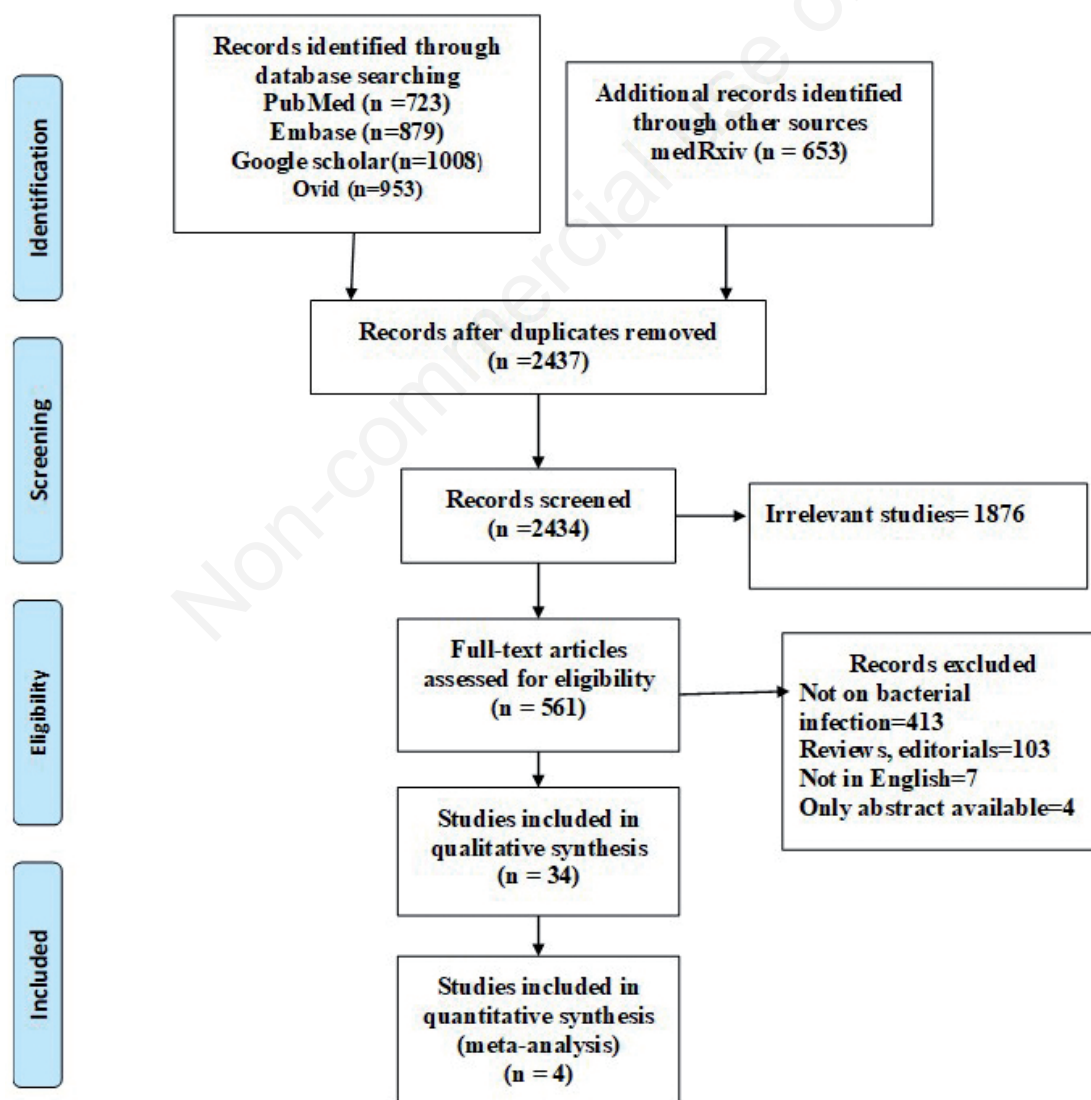 Records identified through
database searching
PubMed (n =723)
Embase (n=879)
Google scholar(n=1008)
Ovid (n=953)
Additional records identified
through other sources
medRxiv (n = 653)
Identification
Records after duplicates removed
(n =2437)
Screening
Records screened
(n =2434)
Irrelevant studies= 1876
Eligibility
Full-text articles
assessed for eligibility
(n = 561)
Records excluded
Not on bacterial
infection=413
Reviews, editorials=103
Not in English=7
Only abstract available=4
Studies included in
qualitative synthesis
(n = 34)
Included
Studies included in
quantitative synthesis
(meta-analysis)
(n = 4)
Non-commercial use